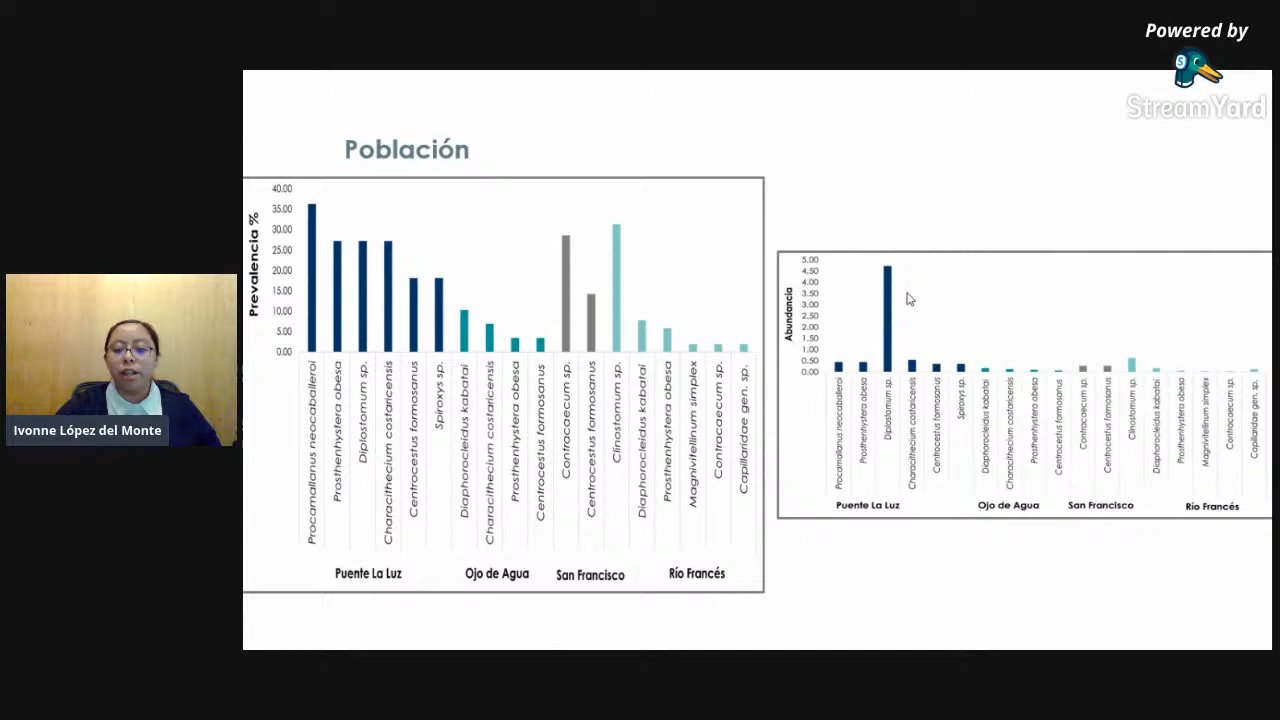 Powered by
StreamYard
Población
Prevalencia %
40.00
35.00
30.00
25.00
20.00
15.00
10.00
5.00
0.00
Procamallanus neocaballeroi
Prosthenhystera obesa
Diplostomum sp.
Characithecium costaricensis
Centrocestus formosanus
Spiroxys sp.
Diaphorocleidus kabatai
Characithecium costaricensis
Prosthenhystera obesa
Centrocestus formosanus
Contracaecum sp.
Centrocestus formosanus
Clinostomum sp.
Diaphorocleidus kabatai
Prosthenhystera obesa
Magnivitellinum simplex
Contracaecum sp.
Capillaridae gen. sp.
Puente La Luz
Ojo de Agua
San Francisco
Río Francés
Abundancia
5.00
4.50
4.00
3.50
3.00
2.50
2.00
1.50
1.00
0.50
0.00
Procamallanus neocaballeroi
Prosthenhystera obesa
Diplostomum sp.
Characithecium costaricensis
Centrocestus formosanus
Spiroxys sp.
Diaphorocleidus kabatai
Characithecium costaricensis
Prosthenhystera obesa
Centrocestus formosanus
Contracaecum sp.
Centrocestus formosanus
Clinostomum sp.
Diaphorocleidus kabatai
Prosthenhystera obesa
Magnivitellinum simplex
Contracaecum sp.
Capillaridae gen. sp.
Puente La Luz
Ojo de Agua
San Francisco
Río Francés
Ivonne López del Monte